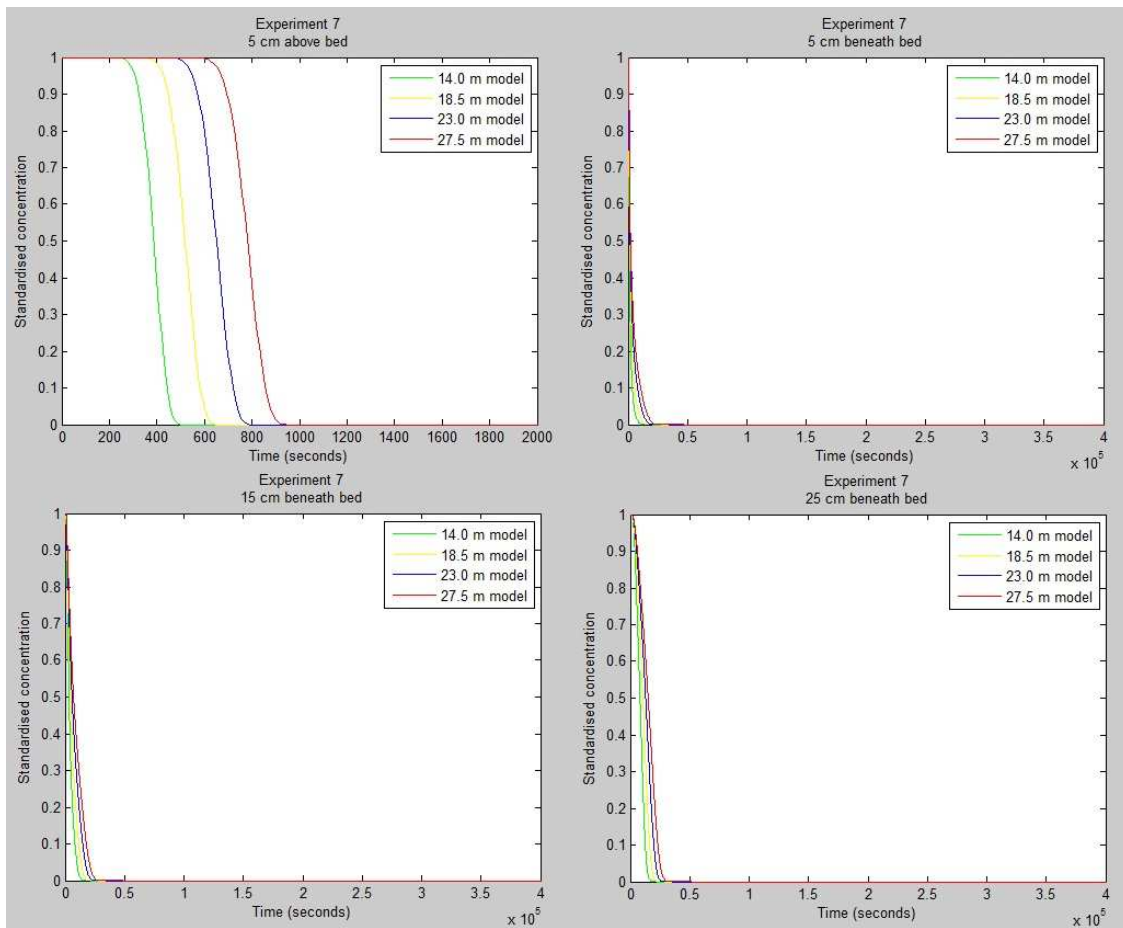 Experiment 7
5 cm above bed
1
0.9
0.8
0.7
0.6
0.5
0.4
0.3
0.2
0.1
0
Standardised concentration
14.0 m model
18.5 m model
23.0 m model
27.5 m model
0 200 400 600 800 1000 1200 1400 1600 1800 2000
Time (seconds)
Experiment 7
5 cm beneath bed
1
0.9
0.8
0.7
0.6
0.5
0.4
0.3
0.2
0.1
0
Standardised concentration
14.0 m model
18.5 m model
23.0 m model
27.5 m model
0 0.5 1 1.5 2 2.5 3 3.5 4
Time (seconds)
x 10^5
Experiment 7
15 cm beneath bed
1
0.9
0.8
0.7
0.6
0.5
0.4
0.3
0.2
0.1
0
Standardised concentration
14.0 m model
18.5 m model
23.0 m model
27.5 m model
0 0.5 1 1.5 2 2.5 3 3.5 4
Time (seconds)
x 10^5
Experiment 7
25 cm beneath bed
1
0.9
0.8
0.7
0.6
0.5
0.4
0.3
0.2
0.1
0
Standardised concentration
14.0 m model
18.5 m model
23.0 m model
27.5 m model
0 0.5 1 1.5 2 2.5 3 3.5 4
Time (seconds)
x 10^5